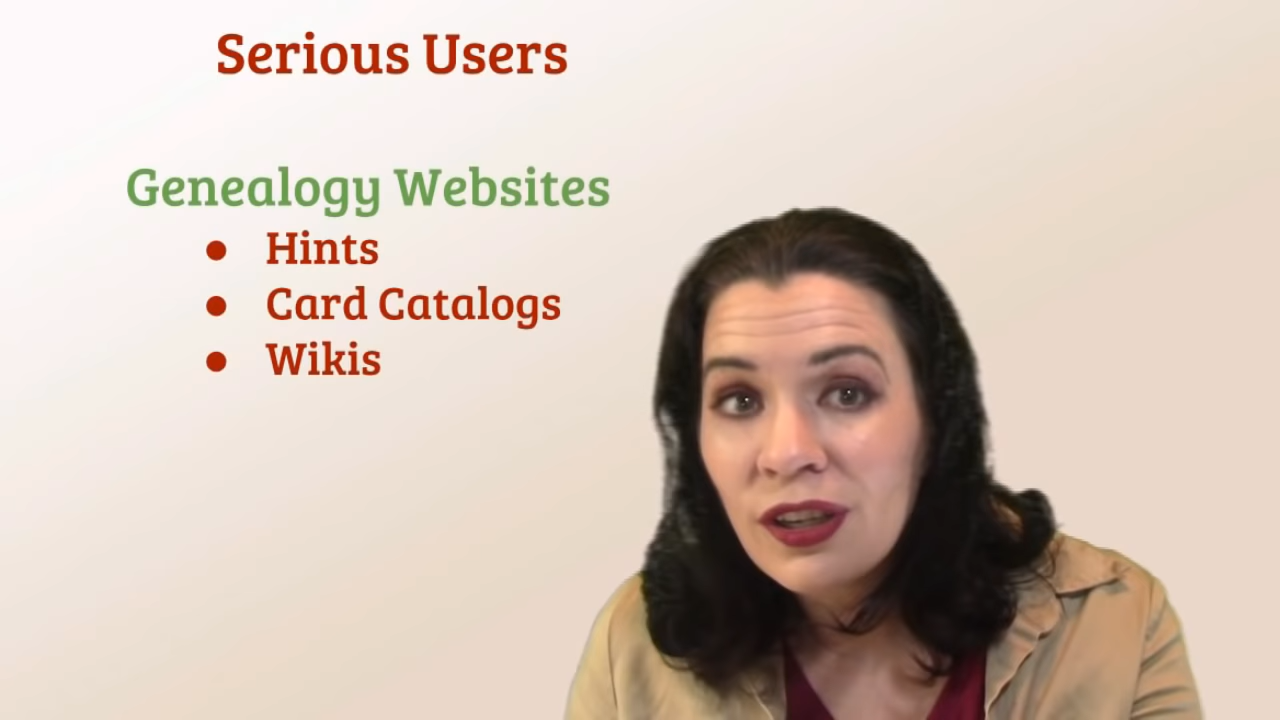 Serious Users
Genealogy Websites
● Hints
● Card Catalogs
● Wikis